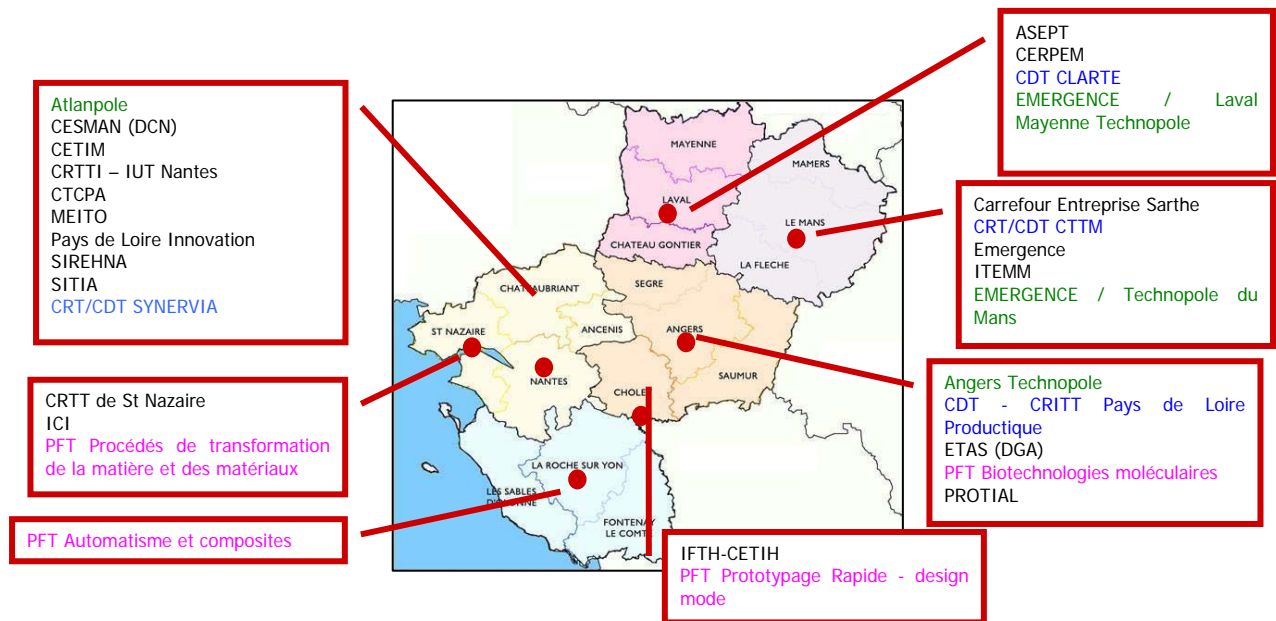 Atlanpole
CESMAN (DCN)
CETIM
CRTTI – IUT Nantes
CTCPA
MEITO
Pays de Loire Innovation
SIREHNA
SITIA
CRT/CDT SYNERVIA
CRTT de St Nazaire
ICI
PFT Procédés de transformation
de la matière et des matériaux
PFT Automatisme et composites
MAYENNE
MAMERS
LAVAL
LE MANS
CHATEAU GONTIER
LA FLECHE
SEGRE
CHATEAUBRIANT
ST NAZAIRE
ANCENIS
ANGERS
NANTES
CHOLET
SAUMUR
LA ROCHE SUR YON
LES SABLES
D'OLONNE
FONTENAY
LE COMTE
ASEPT
CERPEM
CDT CLARTE
EMERGENCE / Laval
Mayenne Technopole
Carrefour Entreprise Sarthe
CRT/CDT CTTM
Emergence
ITEMM
EMERGENCE / Technopole du
Mans
Angers Technopole
CDT - CRITT Pays de Loire
Productique
ETAS (DGA)
PFT Biotechnologies moléculaires
PROTIAL
IFTH-CETIH
PFT Prototypage Rapide - design
mode